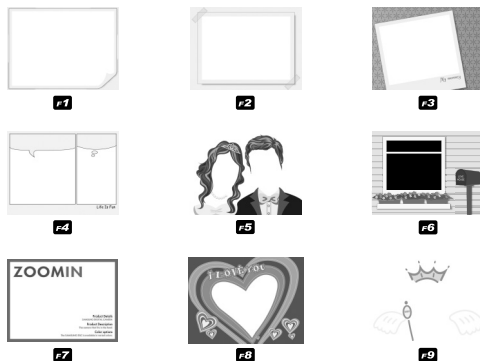 F1
F2
My memory
F3
Life Is Fun
F4
F5
F6
ZOOMIN
Product Details
Product Description
Color options
F7
I LOVE YOU
F8
F9